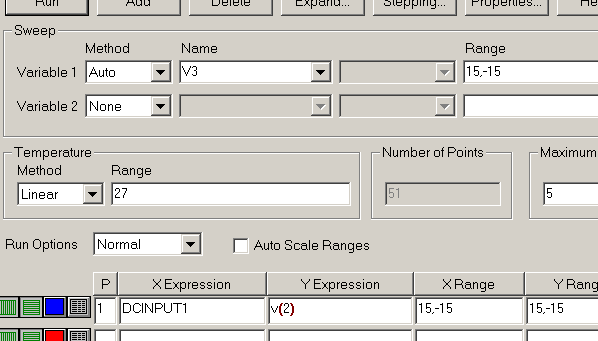 Run Add Delete Expand... Stepping... Properties... He
Sweep
Method Name Range
Variable 1 Auto V3 15,-15
Variable 2 None
Temperature Number of Points Maximum
Method Range
Linear 27 51 5
Run Options Normal Auto Scale Ranges
P X Expression Y Expression X Range Y Rang
1 DCINPUT1 v(2) 15,-15 15,-15